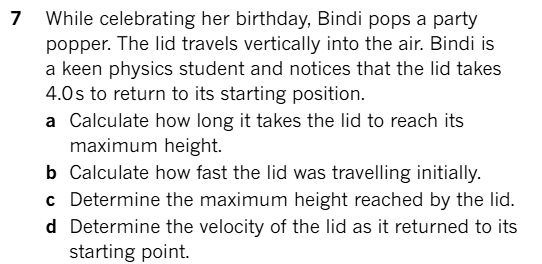 7 While celebrating her birthday, Bindi pops a party
popper. The lid travels vertically into the air. Bindi is
a keen physics student and notices that the lid takes
4.0 s to return to its starting position.
a Calculate how long it takes the lid to reach its
maximum height.
b Calculate how fast the lid was travelling initially.
c Determine the maximum height reached by the lid.
d Determine the velocity of the lid as it returned to its
starting point.